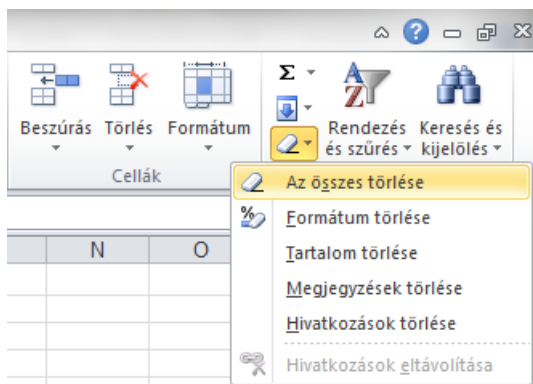 Σ
Beszúrás Törlés Formátum
Rendezés Keresés és
és szűrés kijelölés
Cellák
Az összes törlése
Formátum törlése
Tartalom törlése
Megjegyzések törlése
Hivatkozások törlése
Hivatkozások eltávolítása
N O